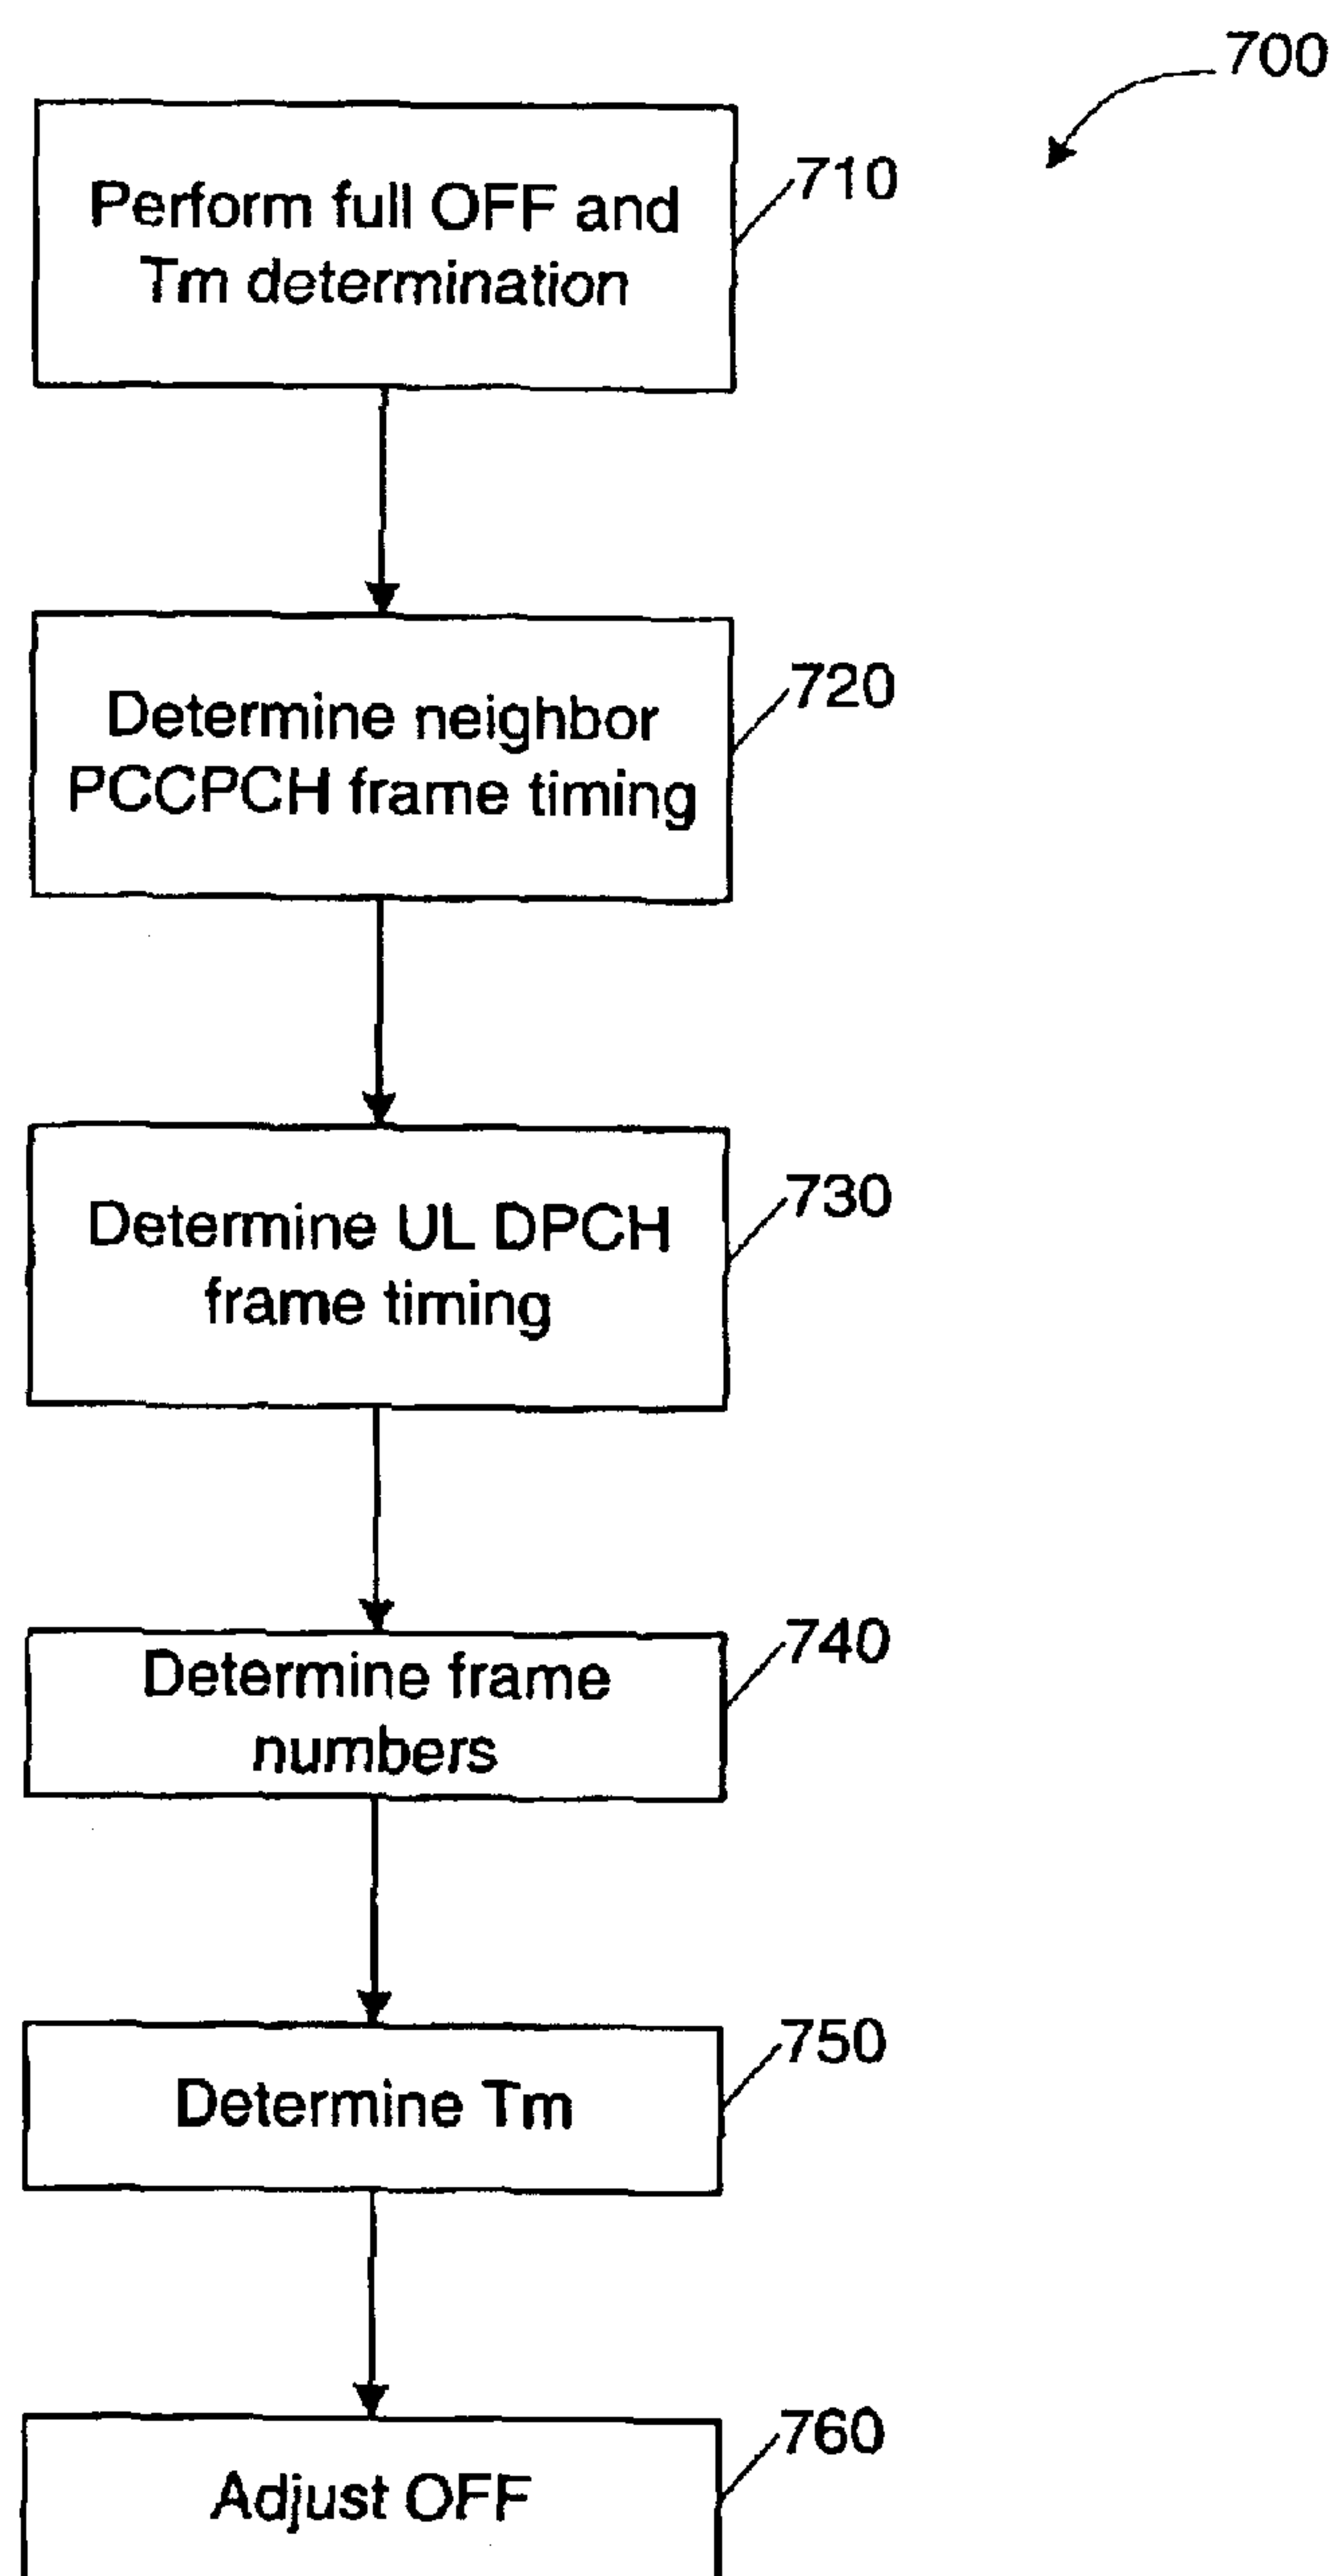 700
Perform full OFF and
Tm determination
710
Determine neighbor
PCCPCH frame timing
720
Determine UL DPCH
frame timing
730
Determine frame
numbers
740
Determine Tm
750
Adjust OFF
760